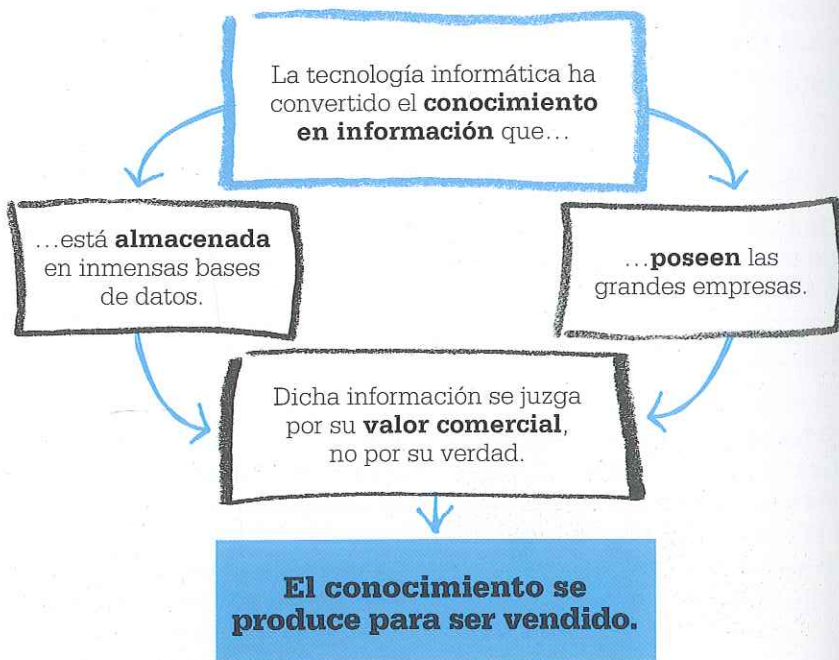 La tecnología informática ha
convertido el conocimiento
en información que…
…está almacenada
en inmensas bases
de datos.
…poseen las
grandes empresas.
Dicha información se juzga
por su valor comercial,
no por su verdad.
El conocimiento se
produce para ser vendido.